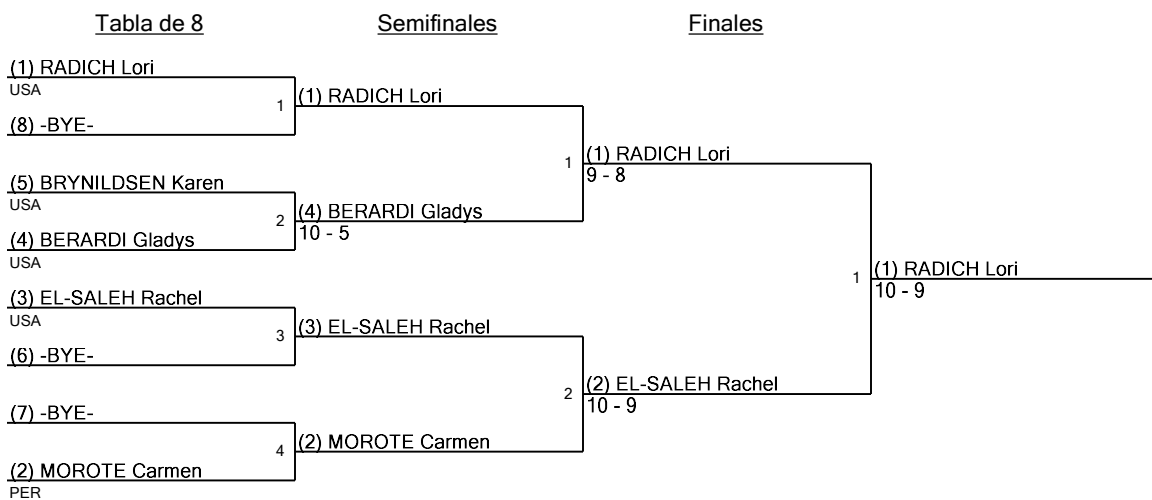 Tabla de 8
Semifinales
Finales
(1) RADICH Lori
USA
1
(8) -BYE-
(5) BRYNILDSEN Karen
USA
2
(4) BERARDI Gladys
USA
(3) EL-SALEH Rachel
USA
3
(6) -BYE-
(7) -BYE-
4
(2) MOROTE Carmen
PER
(1) RADICH Lori
1
(4) BERARDI Gladys
10 - 5
(3) EL-SALEH Rachel
2
(2) MOROTE Carmen
(1) RADICH Lori
9 - 8
1
(2) EL-SALEH Rachel
10 - 9
(1) RADICH Lori
10 - 9